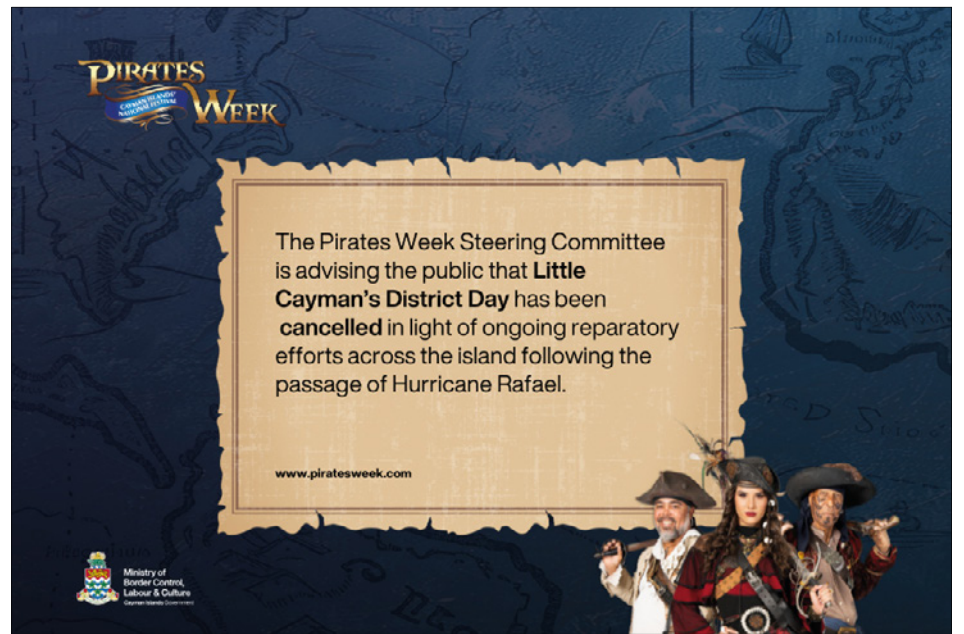 PIRATES
CAYMAN ISLANDS'
NATIONAL FESTIVAL
WEEK
The Pirates Week Steering Committee
is advising the public that Little
Cayman's District Day has been
cancelled in light of ongoing reparatory
efforts across the island following the
passage of Hurricane Rafael.
www.piratesweek.com
Ministry of
Border Control,
Labour & Culture
Cayman Islands Government